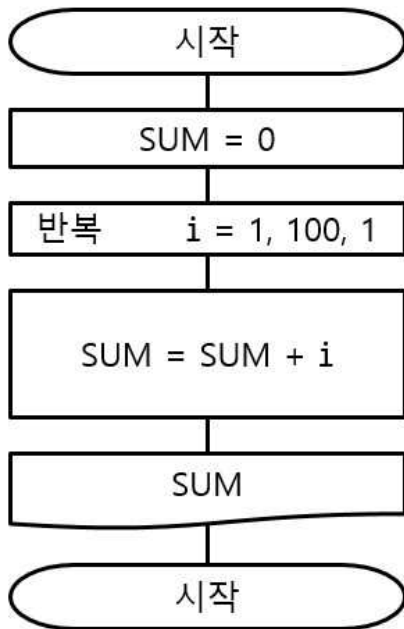 시작
SUM = 0
반복 i = 1, 100, 1
SUM = SUM + i
SUM
시작